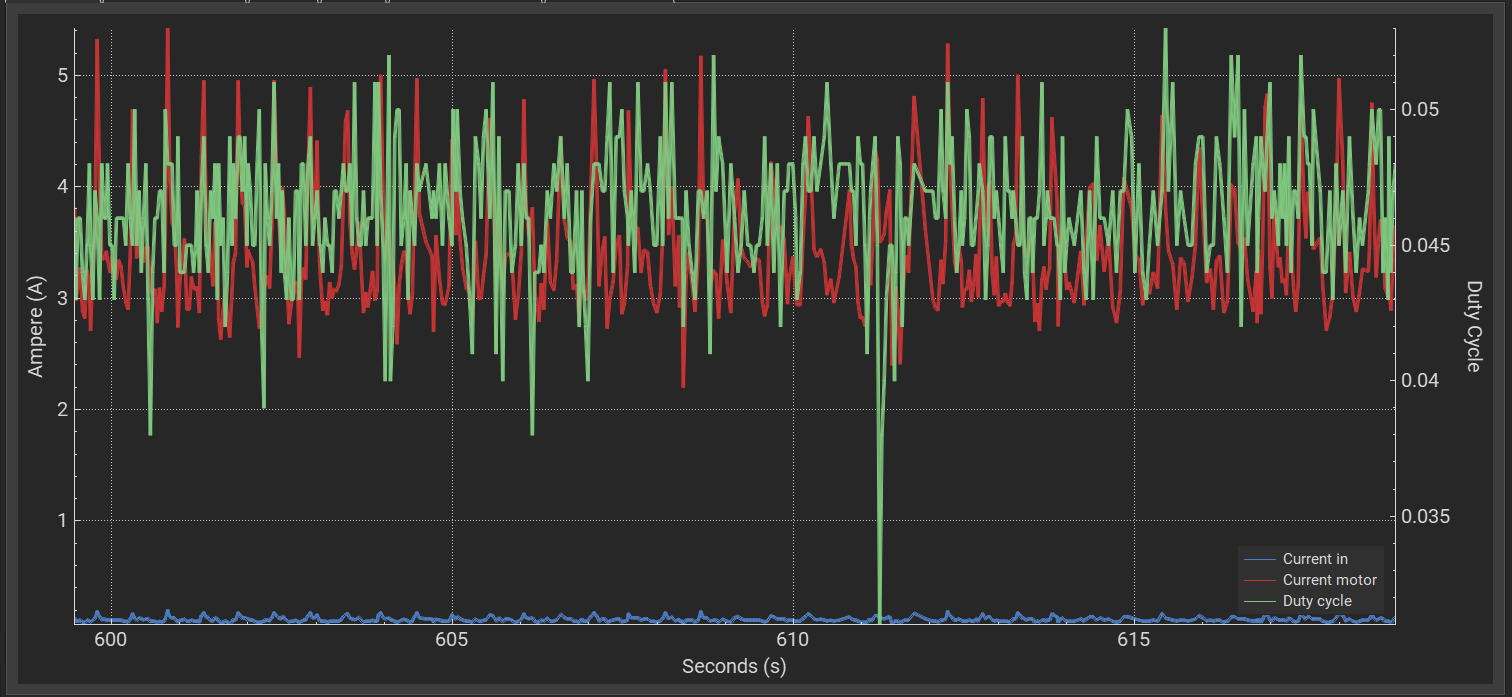 5
4
3
2
1
Ampere (A)
0.05
0.045
0.04
0.035
Duty Cycle
Current in
Current motor
Duty cycle
600
605
610
615
Seconds (s)